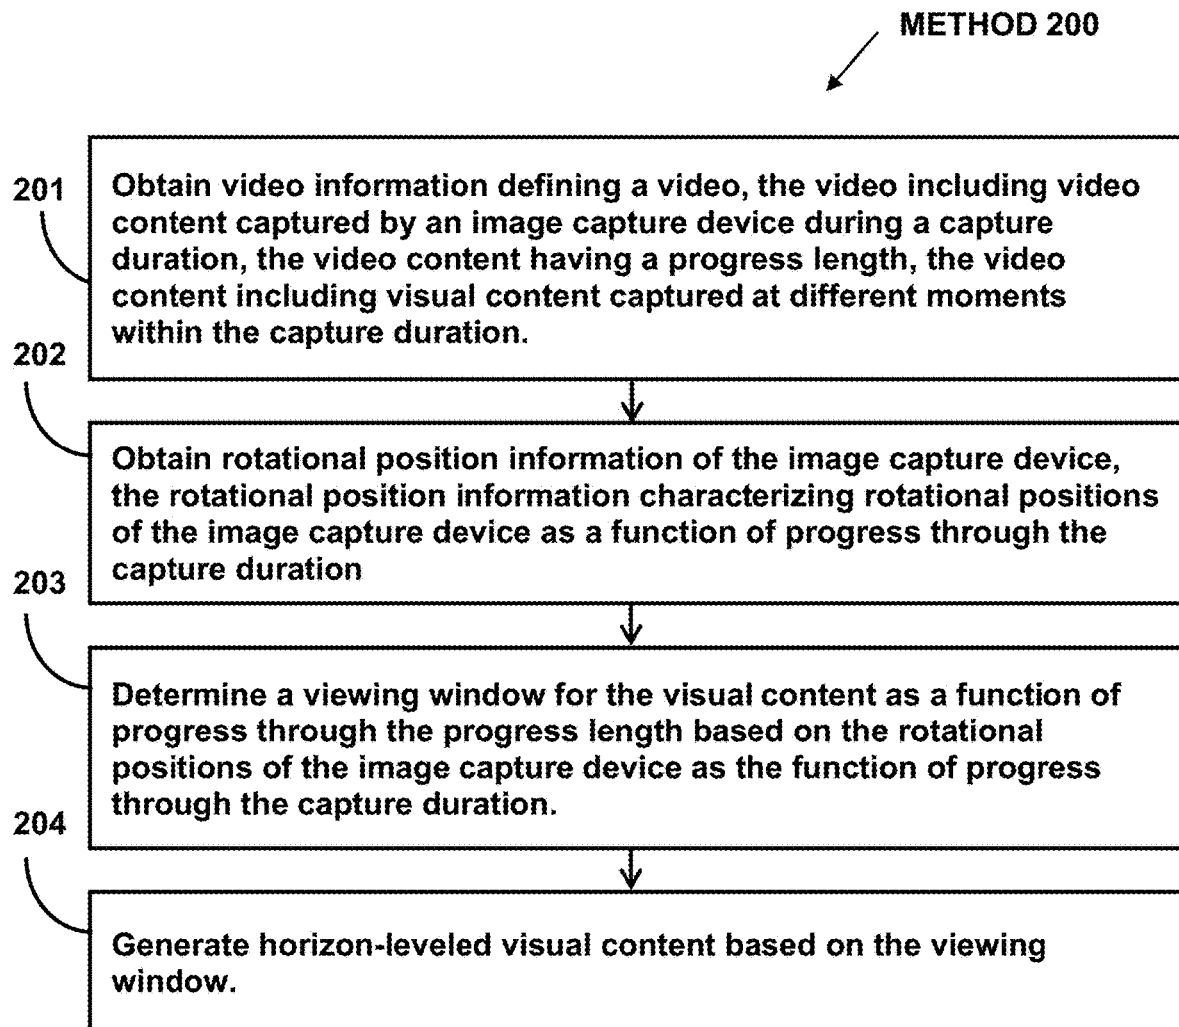 METHOD 200
201
Obtain video information defining a video, the video including video
content captured by an image capture device during a capture
duration, the video content having a progress length, the video
content including visual content captured at different moments
within the capture duration.
202
Obtain rotational position information of the image capture device,
the rotational position information characterizing rotational positions
of the image capture device as a function of progress through the
capture duration
203
Determine a viewing window for the visual content as a function of
progress through the progress length based on the rotational
positions of the image capture device as the function of progress
through the capture duration.
204
Generate horizon-leveled visual content based on the viewing
window.